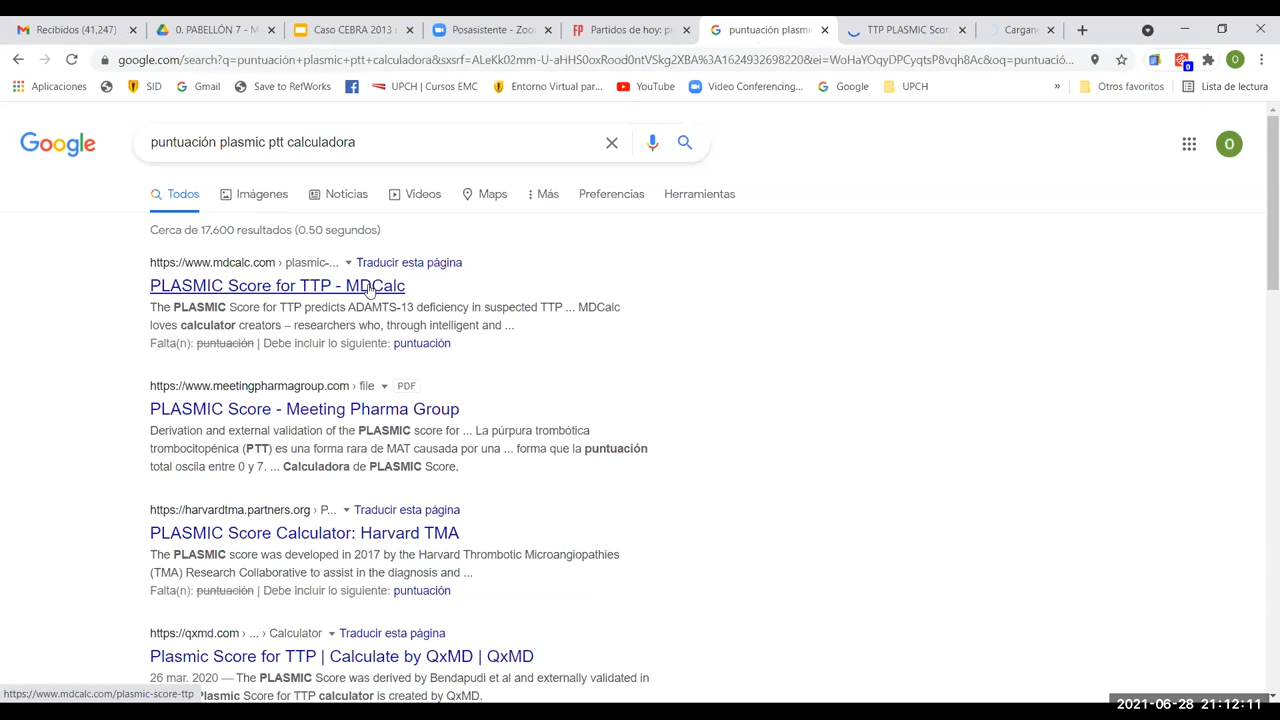 Recibidos (41,247)
0. PABELLÓN 7 - M
Caso CEBRA 2013
Posasistente - Zoo
Partidos de hoy: p
puntuación plasmi
TTP PLASMIC Scor
Cargan
google.com/search?q=puntuación+plasmic+ptt+calculadora&sxsrf=
Aplicaciones
SID
Gmail
Save to RefWorks
UPCH | Cursos EMC
Entorno Virtual par...
YouTube
Video Conferencing...
Google
UPCH
»
Otros favoritos
Lista de lectura
Google
puntuación plasmic ptt calculadora
O
Todos
Imágenes
Noticias
Videos
Maps
Más
Preferencias
Herramientas
Cerca de 17,600 resultados (0.50 segundos)
https://www.mdcalc.com › plasmic-... Traducir esta página
PLASMIC Score for TTP - MDCalc
The PLASMIC Score for TTP predicts ADAMTS-13 deficiency in suspected TTP ... MDCalc
loves calculator creators – researchers who, through intelligent and ...
Falta(n): puntuación | Debe incluir lo siguiente: puntuación
https://www.meetingpharmagroup.com › file PDF
PLASMIC Score - Meeting Pharma Group
Derivation and external validation of the PLASMIC score for ... La púrpura trombótica
trombocitopénica (PTT) es una forma rara de MAT causada por una ... forma que la puntuación
total oscila entre 0 y 7. ... Calculadora de PLASMIC Score.
https://harvardtma.partners.org › P... Traducir esta página
PLASMIC Score Calculator: Harvard TMA
The PLASMIC score was developed in 2017 by the Harvard Thrombotic Microangiopathies
(TMA) Research Collaborative to assist in the diagnosis and ...
Falta(n): puntuación | Debe incluir lo siguiente: puntuación
https://qxmd.com › ... › Calculator Traducir esta página
Plasmic Score for TTP | Calculate by QxMD | QxMD
26 mar. 2020 — The PLASMIC Score was derived by Bendapudi et al and externally validated in
Plasmic Score for TTP calculator is created by QxMD.
https://www.mdcalc.com/plasmic-score-ttp
2021-06-28 21:12:11